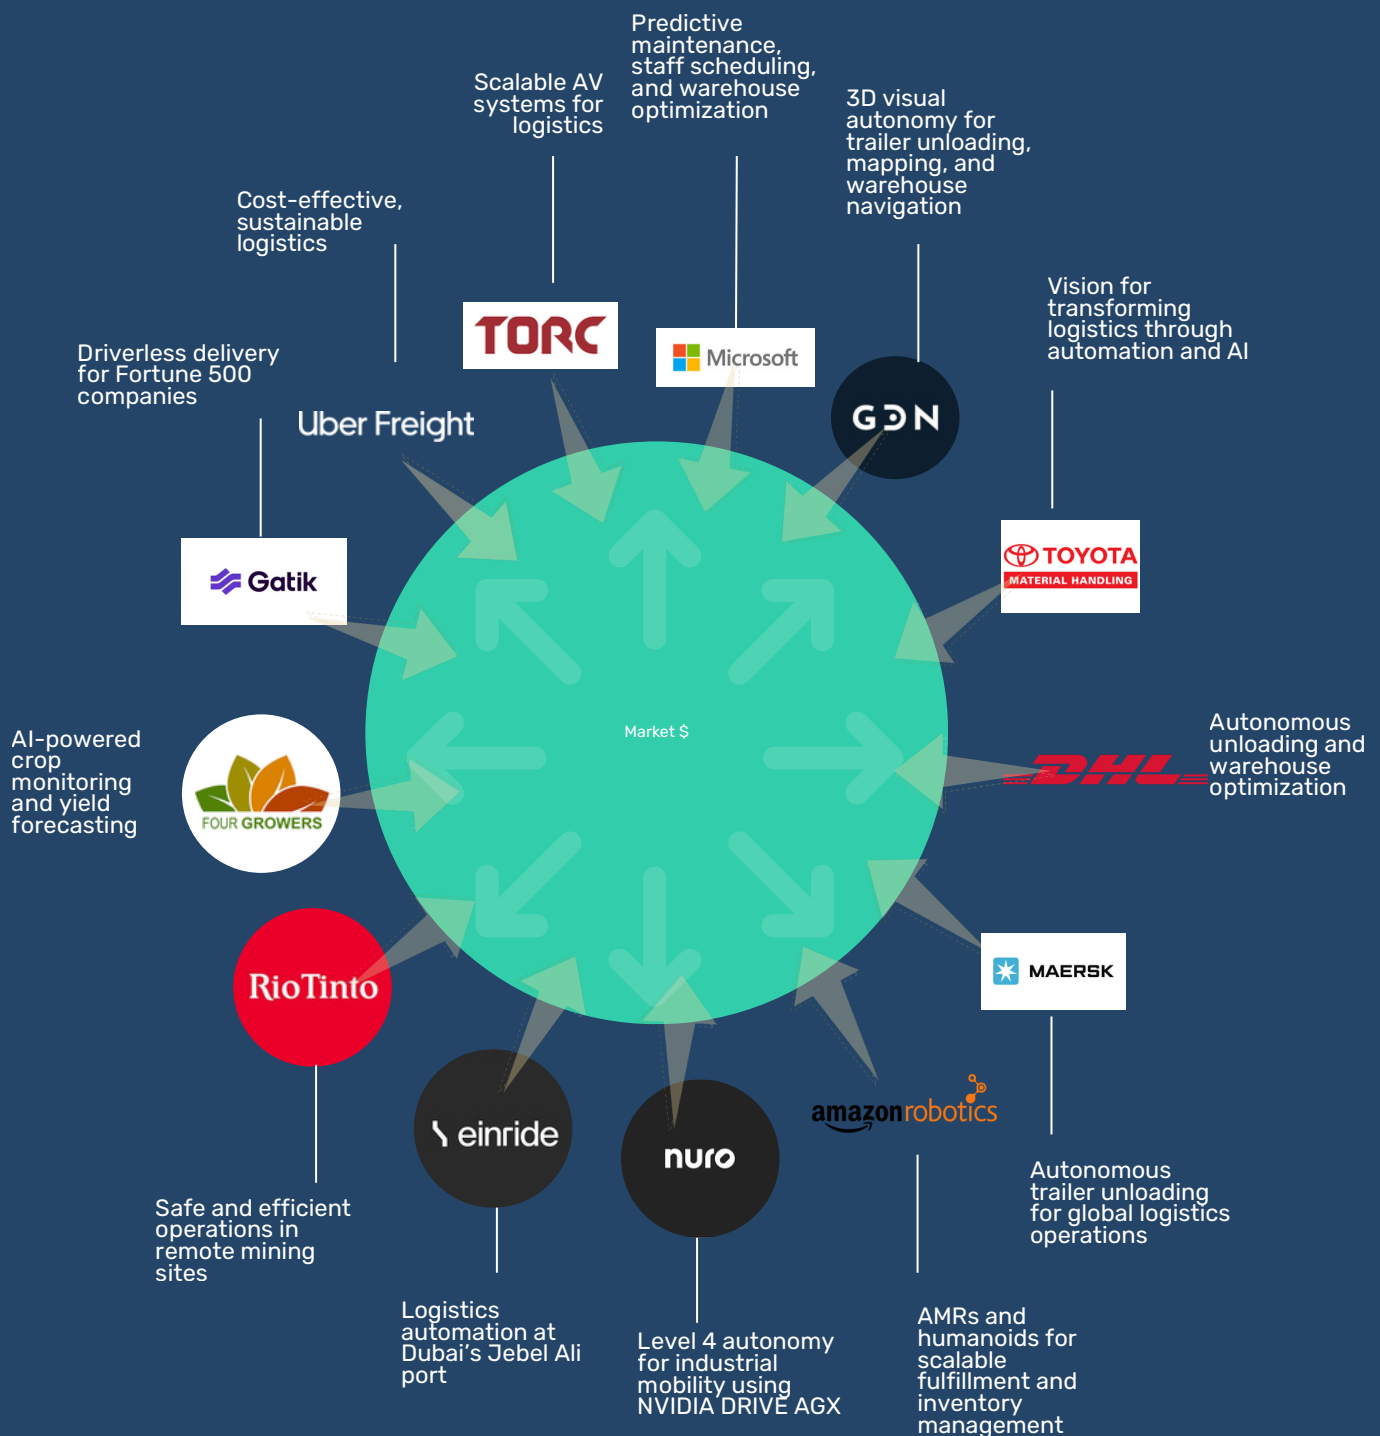 Predictive
maintenance,
staff scheduling,
and warehouse
optimization
Scalable AV
systems for
logistics
3D visual
autonomy for
trailer unloading,
mapping, and
warehouse
navigation
Cost-effective,
sustainable
logistics
Vision for
transforming
logistics through
automation and AI
Driverless delivery
for Fortune 500
companies
TORC
Microsoft
GDN
Uber Freight
TOYOTA
MATERIAL HANDLING
Gatik
Market $
AI-powered
crop
monitoring
and yield
forecasting
FOUR GROWERS
DHL
Autonomous
unloading and
warehouse
optimization
RioTinto
MAERSK
einride
nuro
amazonrobotics
Safe and efficient
operations in
remote mining
sites
Autonomous
trailer unloading
for global logistics
operations
Logistics
automation at
Dubai's Jebel Ali
port
Level 4 autonomy
for industrial
mobility using
NVIDIA DRIVE AGX
AMRs and
humanoids for
scalable
fulfillment and
inventory
management